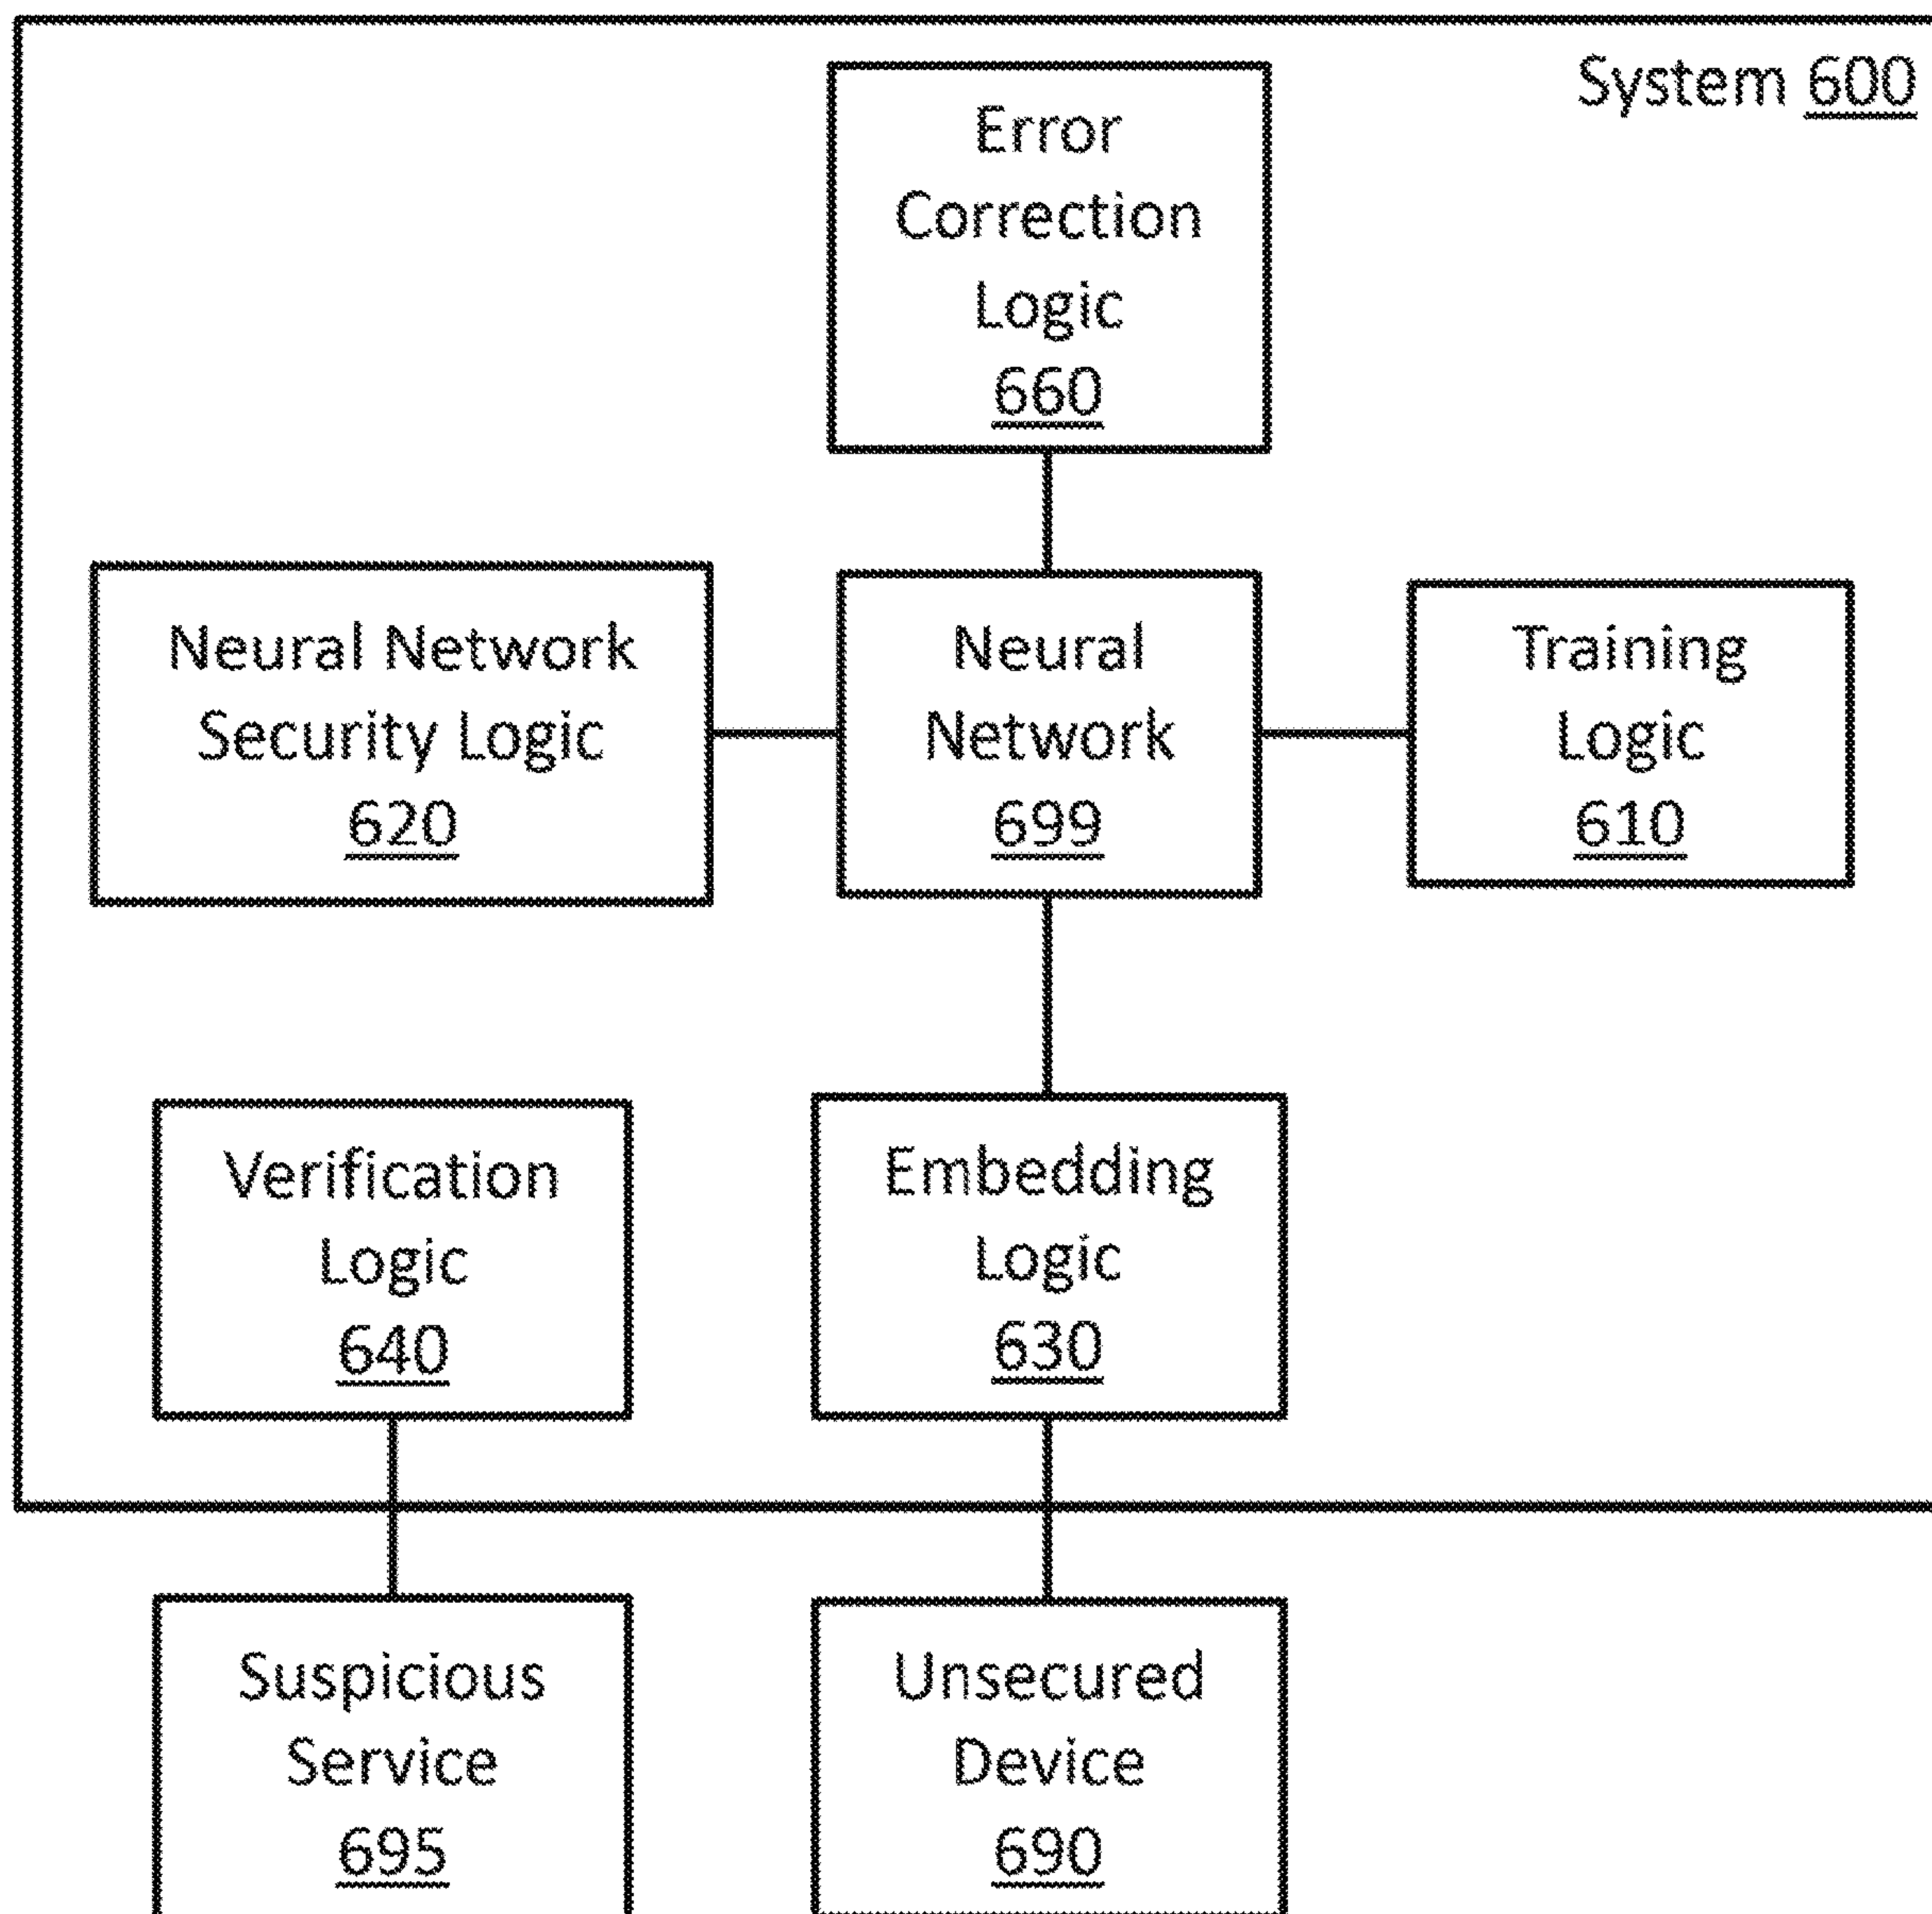 System 600
Error
Correction
Logic
660
Neural Network
Security Logic
620
Neural
Network
699
Training
Logic
610
Verification
Logic
640
Embedding
Logic
630
Suspicious
Service
695
Unsecured
Device
690